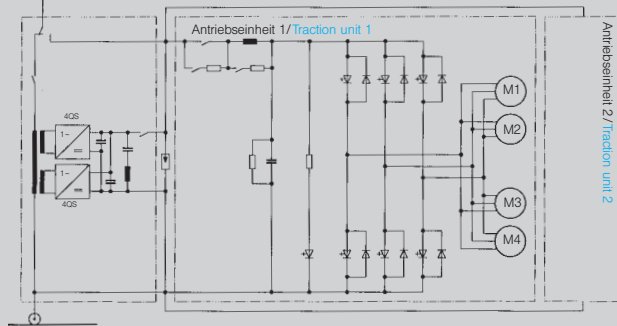 Antriebseinheit 1/Traction unit 1
Antriebseinheit 2/Traction unit 2
4QS
1~
1~
4QS
M1
M2
M3
M4